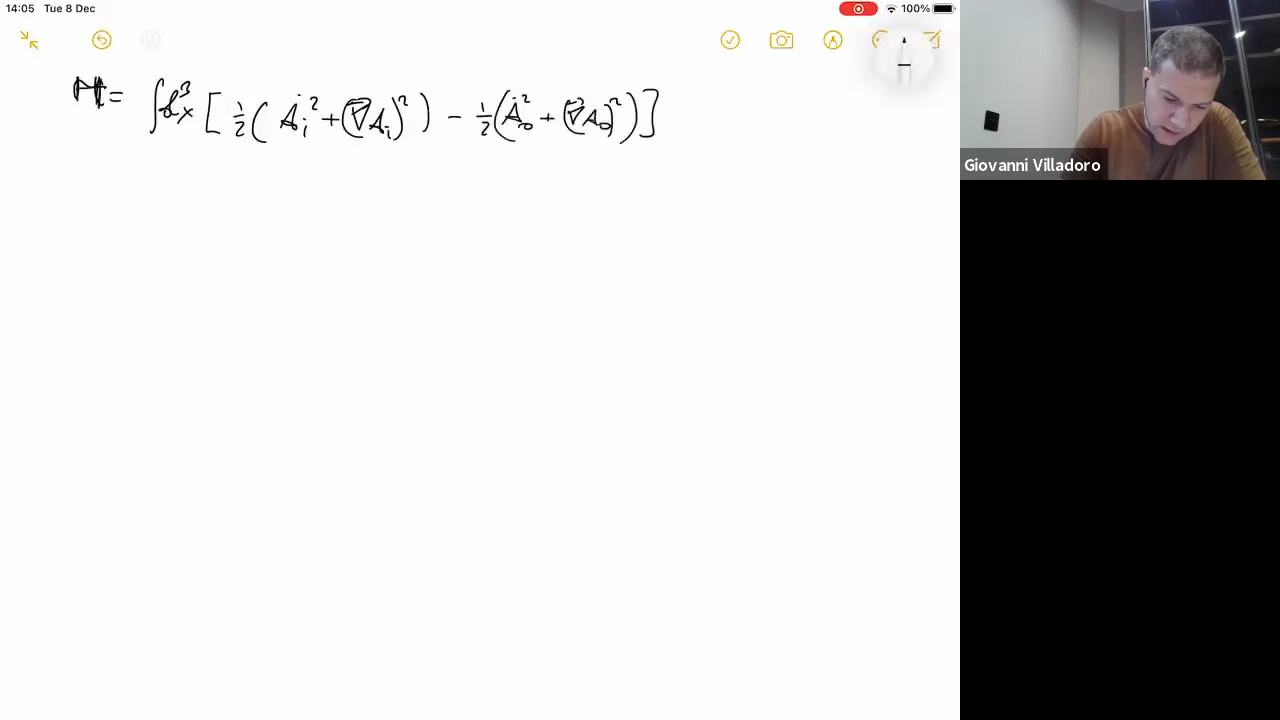 14:05 Tue 8 Dec 100%
H = ∫d³x [ ½( Ȧᵢ² + (∇⃗Aᵢ)² ) − ½( Ȧ₀² + (∇⃗A₀)² ) ]
Giovanni Villadoro